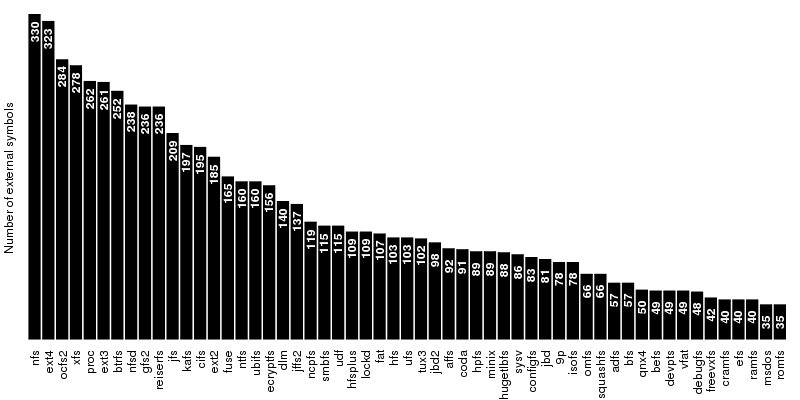 Number of external symbols
330
323
284
278
262
261
252
238
236
236
209
197
195
185
165
160
160
156
140
137
119
115
115
109
109
107
103
103
102
98
92
91
89
89
88
86
83
81
78
78
66
66
57
57
50
49
49
49
48
42
40
40
40
35
35
nfs
ext4
ocfs2
xfs
proc
ext3
btrfs
nfsd
gfs2
reiserfs
jfs
kafs
cifs
ext2
fuse
ntfs
ubifs
ecryptfs
dlm
jffs2
ncpfs
smbfs
udf
hfsplus
lockd
fat
hfs
ufs
tux3
jbd2
affs
coda
hpfs
minix
hugetlbfs
sysv
configfs
jbd
9p
isofs
omfs
squashfs
adfs
bfs
qnx4
befs
devpts
vfat
debugfs
freevxfs
cramfs
efs
ramfs
msdos
romfs